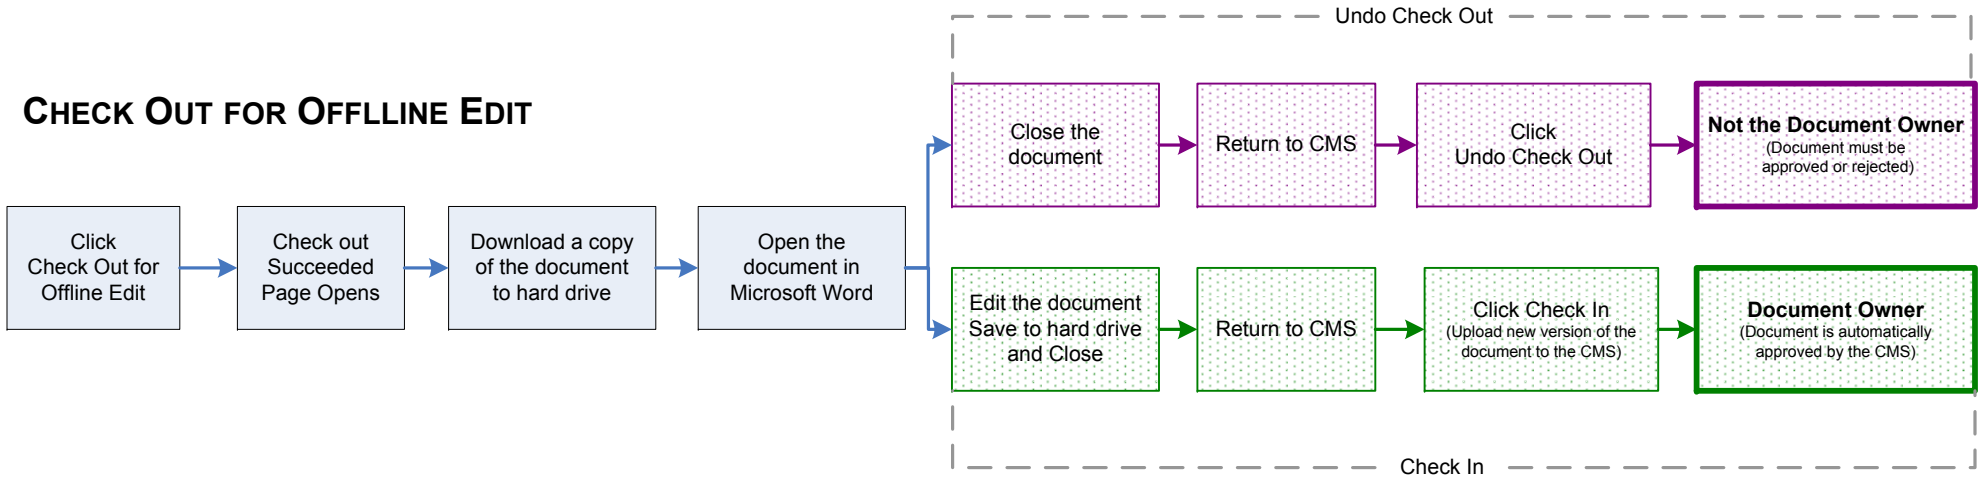 Undo Check Out
CHECK OUT FOR OFFLLINE EDIT
Click
Check Out for
Offline Edit
Check out
Succeeded
Page Opens
Download a copy
of the document
to hard drive
Open the
document in
Microsoft Word
Close the
document
Return to CMS
Click
Undo Check Out
Not the Document Owner
(Document must be
approved or rejected)
Edit the document
Save to hard drive
and Close
Return to CMS
Click Check In
(Upload new version of the
document to the CMS)
Document Owner
(Document is automatically
approved by the CMS)
Check In